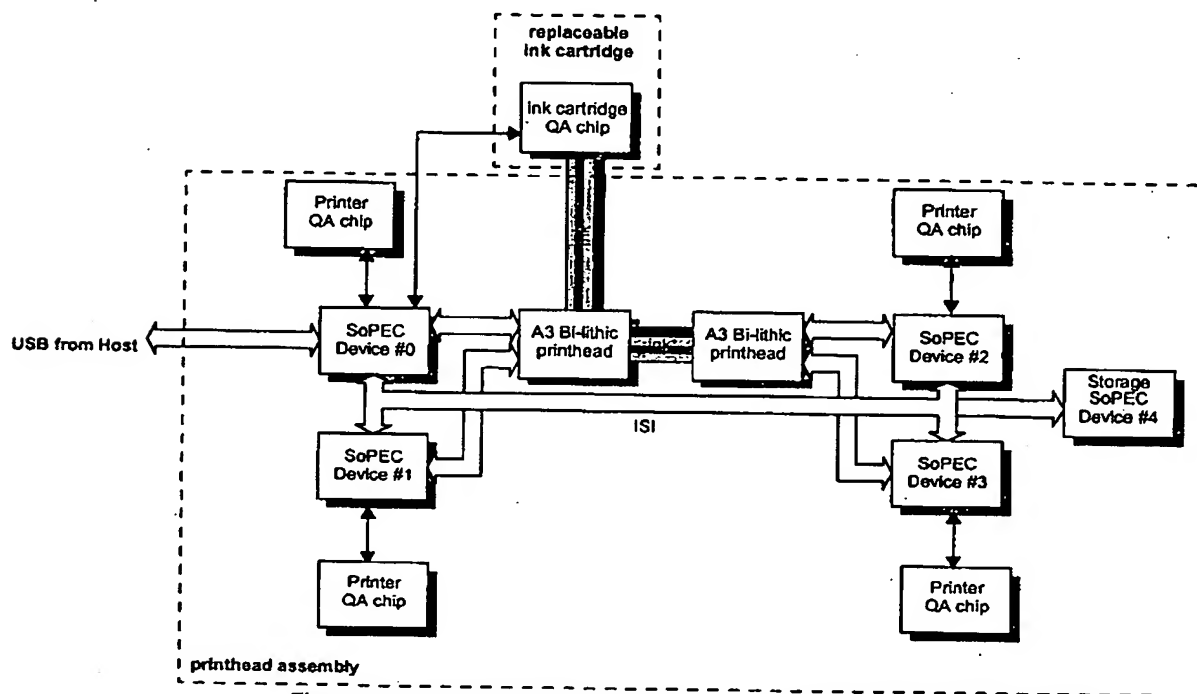 replaceable
ink cartridge
ink cartridge
QA chip
Printer
QA chip
Printer
QA chip
ink
USB from Host
SoPEC
Device #0
A3 Bi-lithic
printhead
ink
A3 Bi-lithic
printhead
SoPEC
Device #2
Storage
SoPEC
Device #4
ISI
SoPEC
Device #1
SoPEC
Device #3
Printer
QA chip
Printer
QA chip
printhead assembly